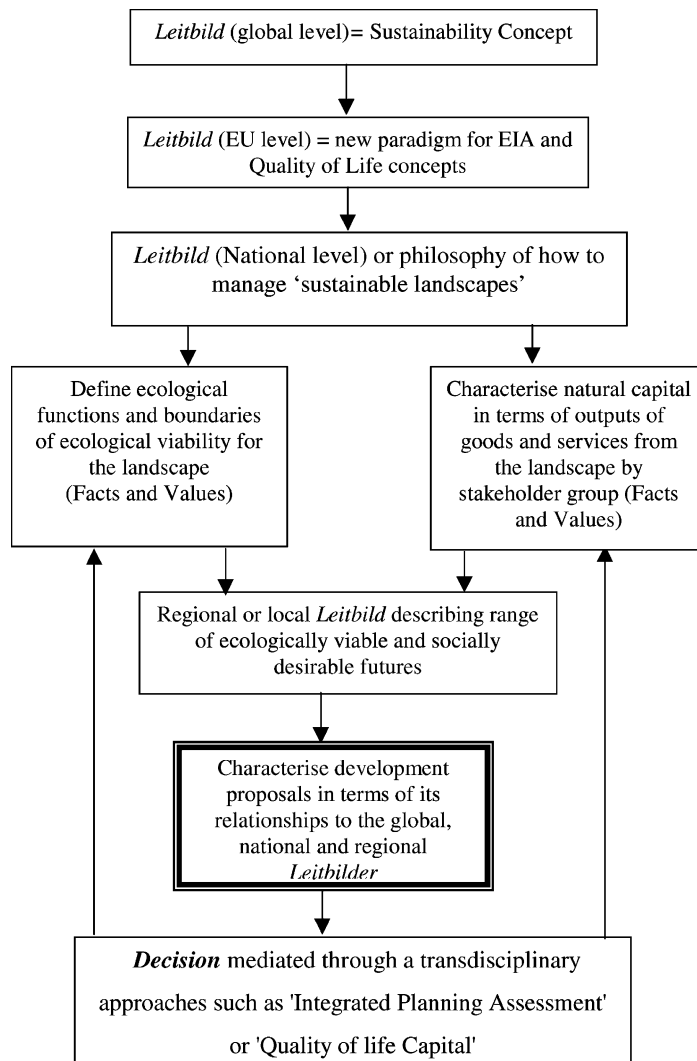 Leitbild (global level)= Sustainability Concept
Leitbild (EU level) = new paradigm for EIA and
Quality of Life concepts
Leitbild (National level) or philosophy of how to
manage ‘sustainable landscapes’
Define ecological
functions and boundaries
of ecological viability for
the landscape
(Facts and Values)
Characterise natural capital
in terms of outputs of
goods and services from
the landscape by
stakeholder group (Facts
and Values)
Regional or local Leitbild describing range
of ecologically viable and socially
desirable futures
Characterise development
proposals in terms of its
relationships to the global,
national and regional
Leitbilder
Decision mediated through a transdisciplinary
approaches such as 'Integrated Planning Assessment'
or 'Quality of life Capital'